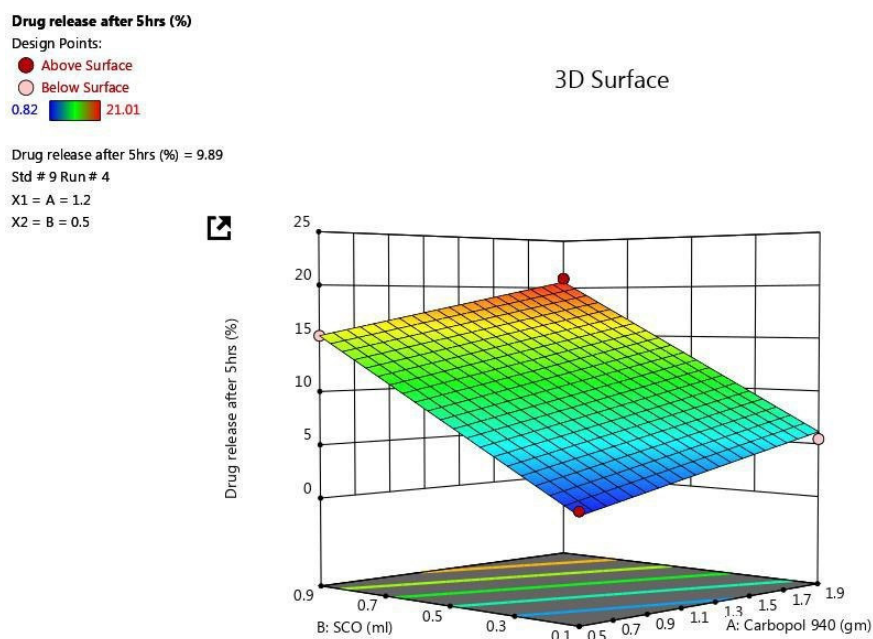 Drug release after 5hrs (%)
Design Points:
Above Surface
Below Surface
0.82 21.01
Drug release after 5hrs (%) = 9.89
Std # 9 Run # 4
X1 = A = 1.2
X2 = B = 0.5
3D Surface
25
20
15
10
5
0
Drug release after 5hrs (%)
0.9
0.7
0.5
0.3
0.1
B: SCO (ml)
0.5
0.7
0.9
1.1
1.3
1.5
1.7
1.9
A: Carbopol 940 (gm)